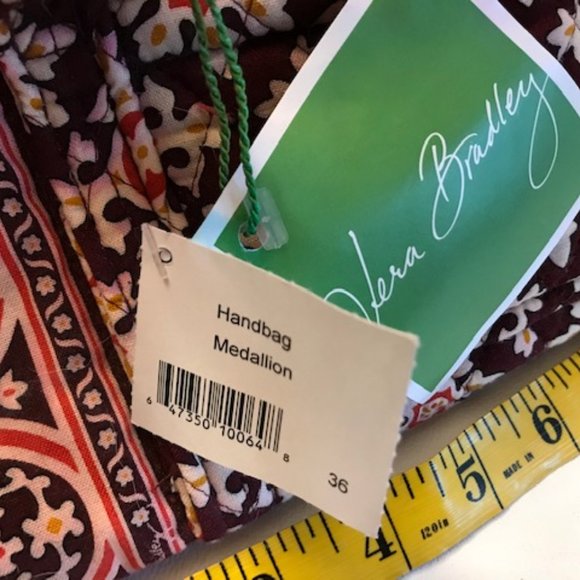 Vera Bradley
Handbag
Medallion
6 47350 10064 8
36
4
5
6
120in
MADE IN